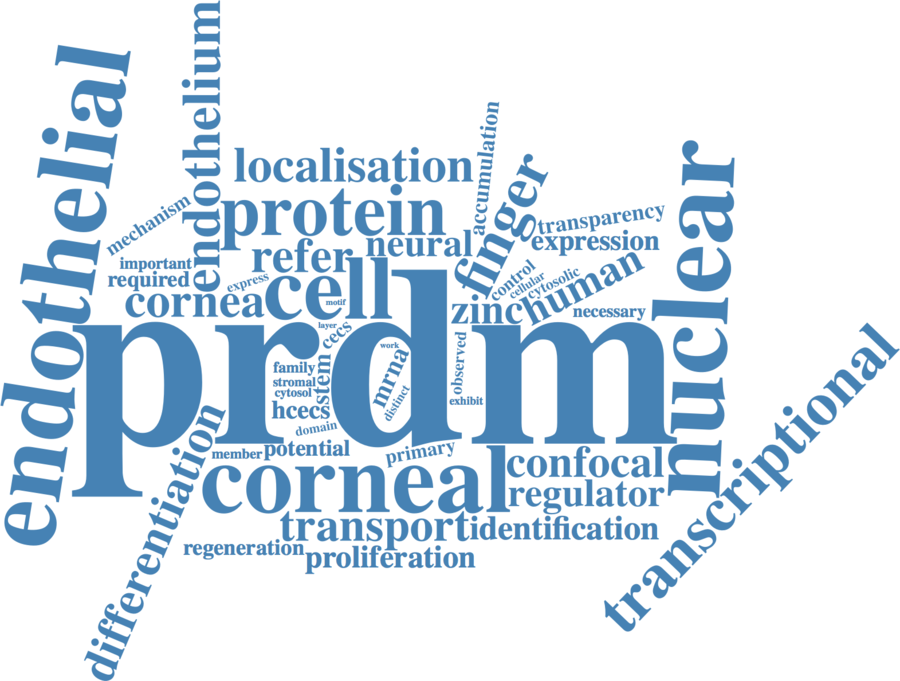 endothelium
endothelial
accumulation
localisation
finger
nuclear
protein
mechanism
transparency
neural
expression
refer
important
required
express
control
cellular
cytosolic
human
cell
cornea
motif
zinc
necessary
prdm
layer
cecs
stem
work
mrna
observed
family
stromal
cytosol
distinct
exhibit
hcecs
domain
transcriptional
differentiation
member
potential
primary
confocal
corneal
regulator
transport
identification
regeneration
proliferation